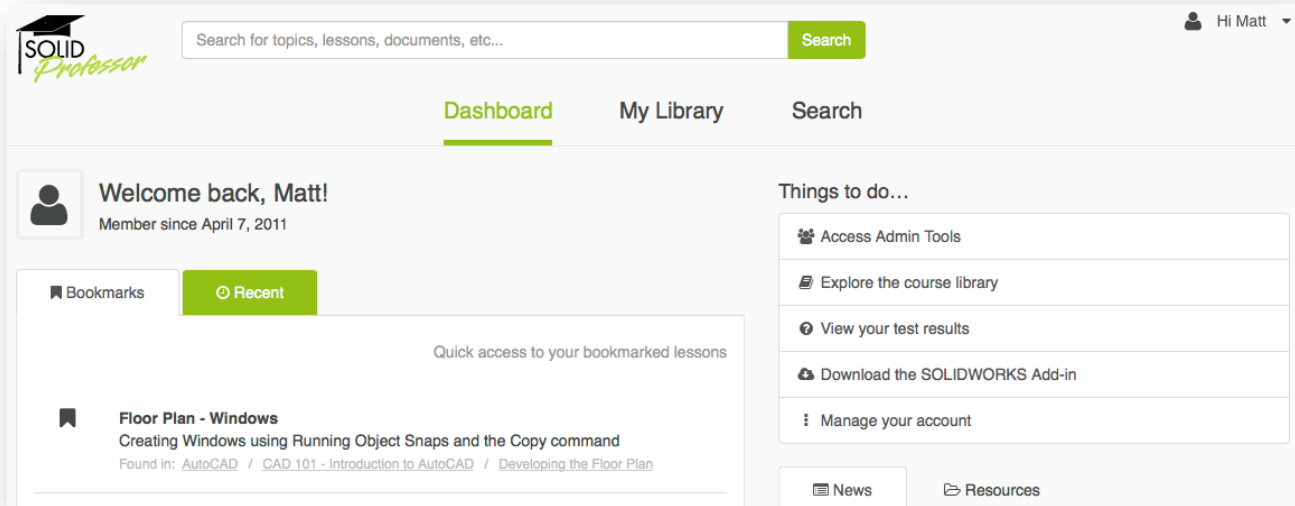 SOLID
Professor
Search for topics, lessons, documents, etc...
Search
Hi Matt
Dashboard
My Library
Search
Welcome back, Matt!
Member since April 7, 2011
Bookmarks
Recent
Quick access to your bookmarked lessons
Floor Plan - Windows
Creating Windows using Running Object Snaps and the Copy command
Found in: AutoCAD / CAD 101 - Introduction to AutoCAD / Developing the Floor Plan
Things to do…
Access Admin Tools
Explore the course library
View your test results
Download the SOLIDWORKS Add-in
Manage your account
News
Resources